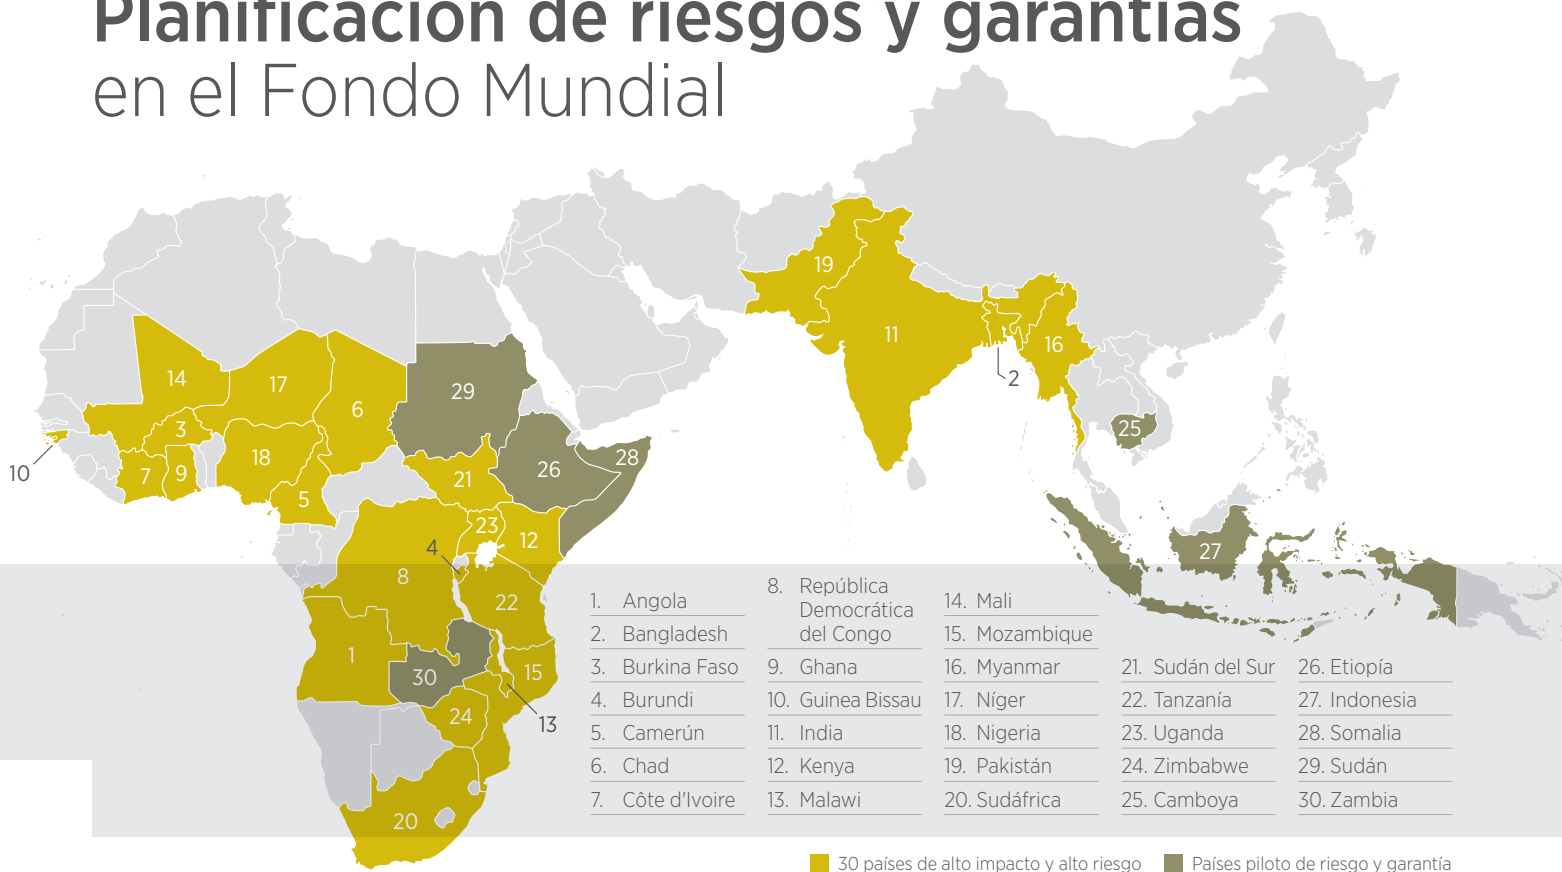 Planificación de riesgos y garantías
en el Fondo Mundial
19
11
16
2
14
17
6
29
25
3
10
7
9
18
5
21
26
28
23
12
4
8
27
22
1
30
15
24
13
20
1. Angola
2. Bangladesh
3. Burkina Faso
4. Burundi
5. Camerún
6. Chad
7. Côte d'Ivoire
8. República
Democrática
del Congo
9. Ghana
10. Guinea Bissau
11. India
12. Kenya
13. Malawi
14. Mali
15. Mozambique
16. Myanmar
17. Níger
18. Nigeria
19. Pakistán
20. Sudáfrica
21. Sudán del Sur
22. Tanzanía
23. Uganda
24. Zimbabwe
25. Camboya
26. Etiopía
27. Indonesia
28. Somalia
29. Sudán
30. Zambia
30 países de alto impacto y alto riesgo
Países piloto de riesgo y garantía